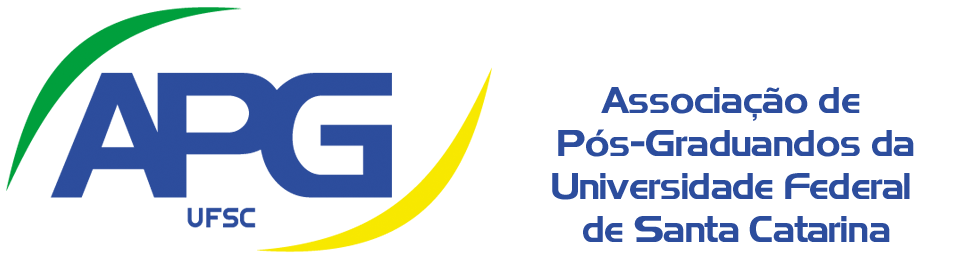 APG
UFSC
Associação de
Pós-Graduandos da
Universidade Federal
de Santa Catarina